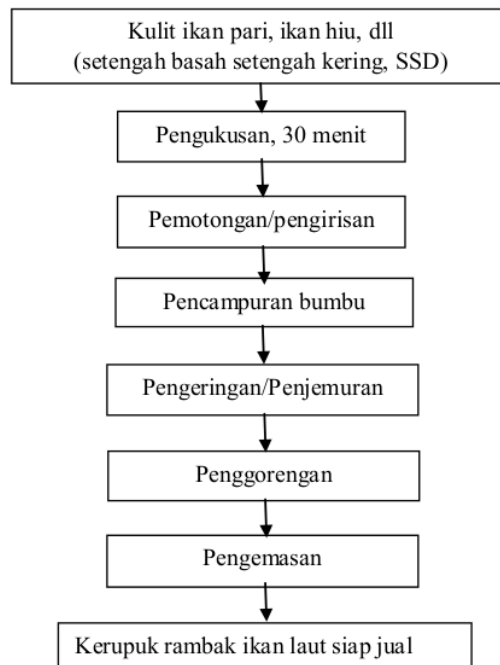 Kulit ikan pari, ikan hiu, dll
(setengah basah setengah kering, SSD)
Pengukusan, 30 menit
Pemotongan/pengirisan
Pencampuran bumbu
Pengeringan/Penjemuran
Penggorengan
Pengemasan
Kerupuk rambak ikan laut siap jual